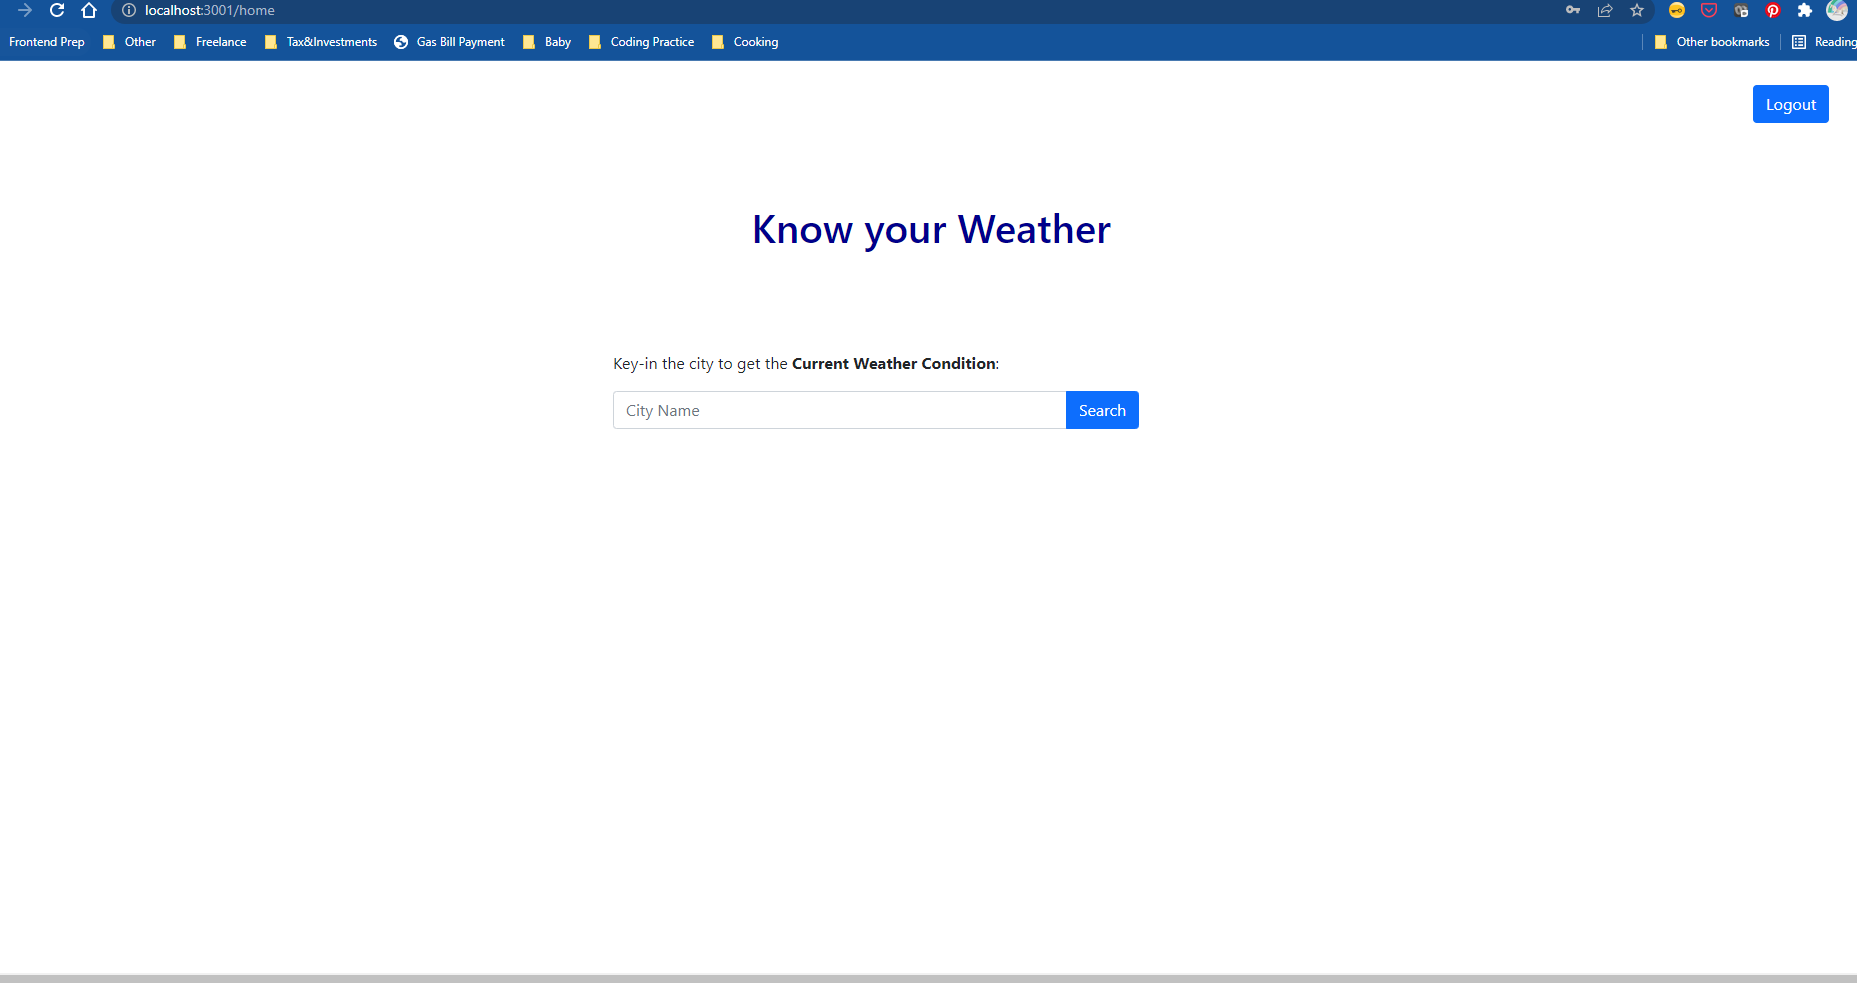 localhost:3001/home
Frontend Prep Other Freelance Tax&Investments Gas Bill Payment Baby Coding Practice Cooking Other bookmarks Reading
Logout
Know your Weather
Key-in the city to get the Current Weather Condition:
City Name Search